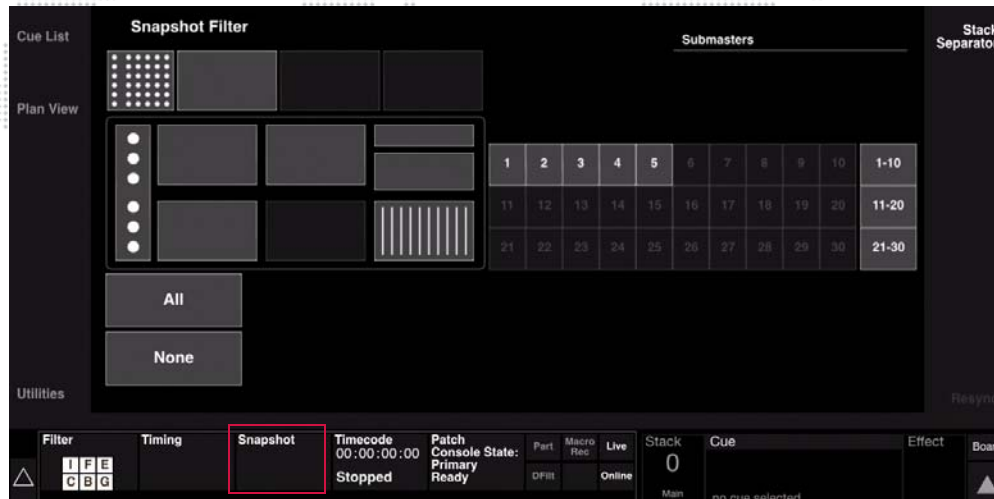 Snapshot Filter
Cue List
Plan View
Utilities
Submasters
Stack
Separator
1 2 3 4 5 6 7 8 9 10 1-10
11 12 13 14 15 16 17 18 19 20 11-20
21 22 23 24 25 26 27 28 29 30 21-30
All
None
Resync
Filter
I F E
C B G
Timing
Snapshot
Timecode
00:00:00:00
Stopped
Patch
Console State:
Primary
Ready
Part
Macro
Rec
Live
DFilt
Online
Stack
0
Main
Cue
no cue selected
Effect
Boar